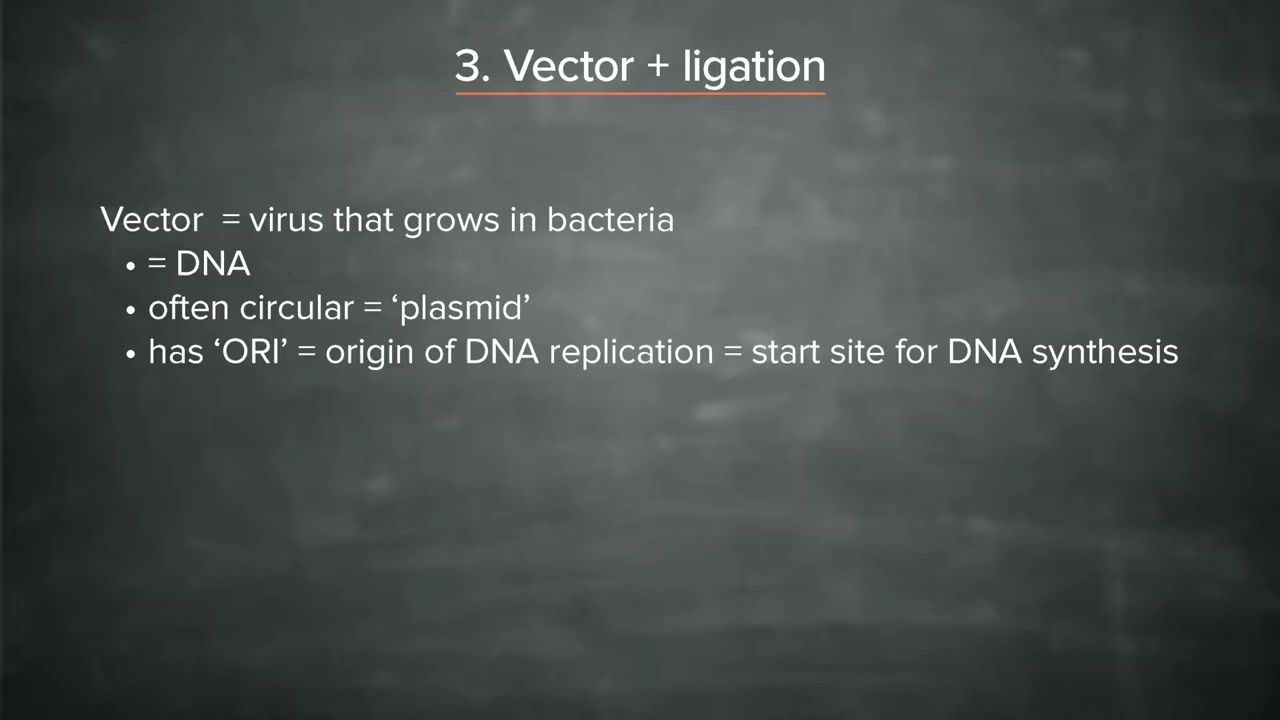 3. Vector + ligation
Vector = virus that grows in bacteria
• = DNA
• often circular = ‘plasmid’
• has ‘ORI’ = origin of DNA replication = start site for DNA synthesis